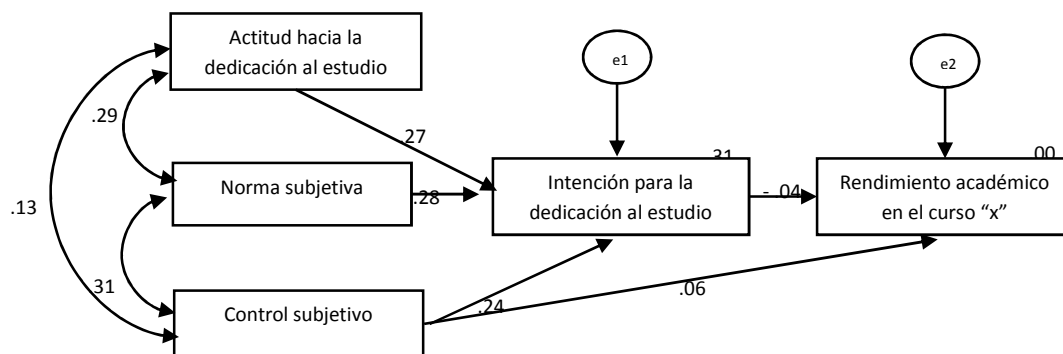 Actitud hacia la
dedicación al estudio
e1
e2
.29
.27
.31
.00
Norma subjetiva
.28
Intención para la
dedicación al estudio
- .04
Rendimiento académico
en el curso “x”
.13
.31
Control subjetivo
.24
.06